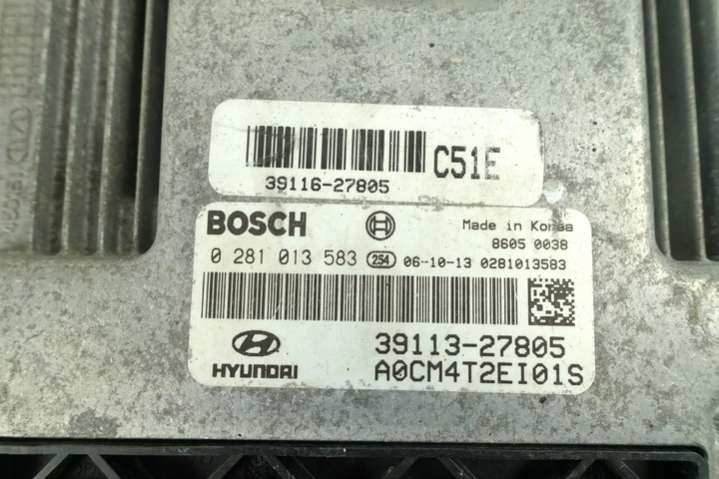 C51E
39116-27805
BOSCH
Made in Korea
8605 0038
0 281 013 583 254 06-10-13 0281013583
39113-27805
HYUNDAI A0CM4T2EI01S